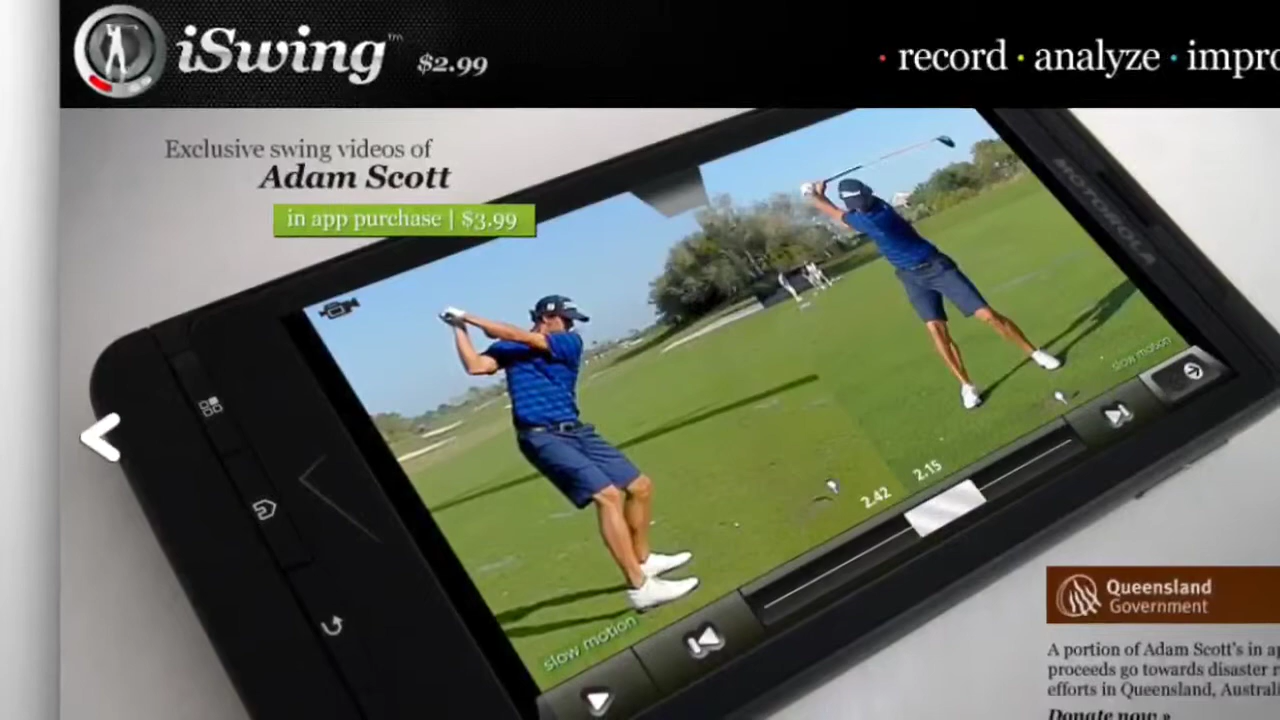 iSwing™ $2.99
• record • analyze • impro
Exclusive swing videos of
Adam Scott
in app purchase | $3.99
MOTOROLA
slow motion
2.42 2.15
slow motion
Queensland
Government
A portion of Adam Scott's in ap
proceeds go towards disaster r
efforts in Queensland, Australi
Donate now »